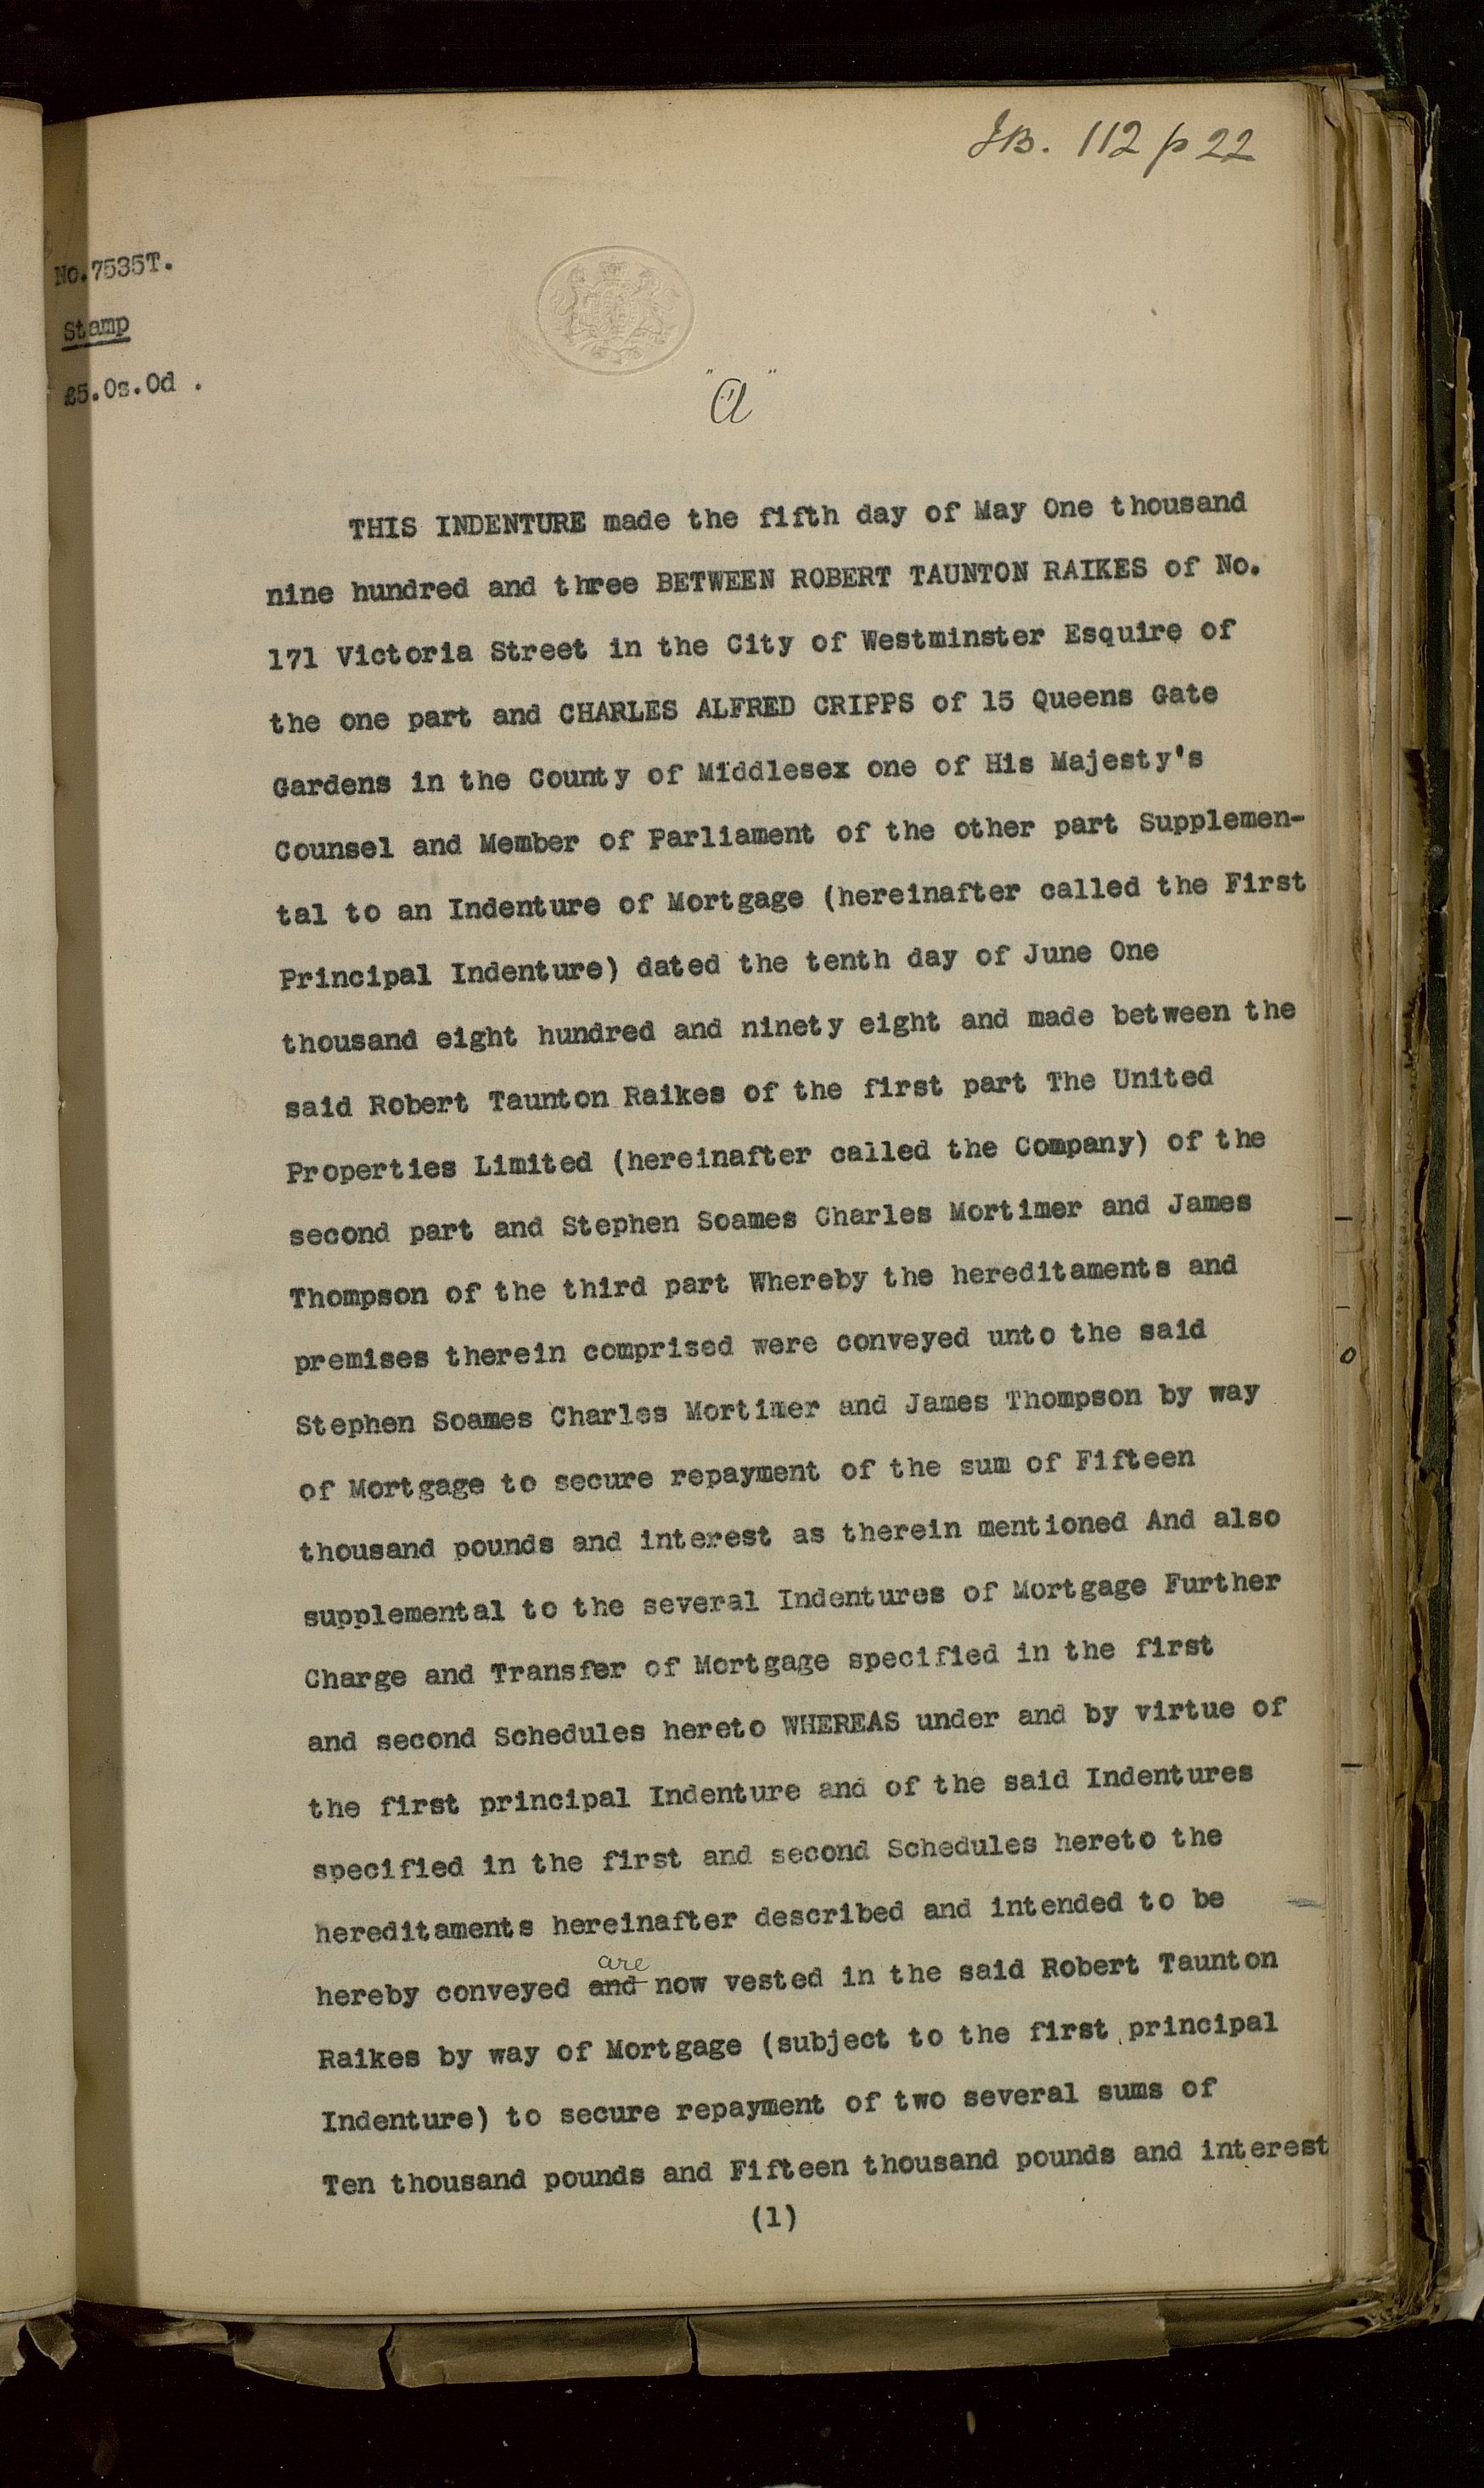 JB. 112 p 22
No.7535T.
Stamp
£5.0s.0d .
"A"
THIS INDENTURE made the fifth day of May One thousand
nine hundred and three BETWEEN ROBERT TAUNTON RAIKES of No.
171 Victoria Street in the City of Westminster Esquire of
the one part and CHARLES ALFRED CRIPPS of 15 Queens Gate
Gardens in the County of Middlesex one of His Majesty's
Counsel and Member of Parliament of the other part Supplemen-
tal to an Indenture of Mortgage (hereinafter called the First
Principal Indenture) dated the tenth day of June One
thousand eight hundred and ninety eight and made between the
said Robert Taunton Raikes of the first part The United
Properties Limited (hereinafter called the Company) of the
second part and Stephen Soames Charles Mortimer and James
Thompson of the third part Whereby the hereditaments and
premises therein comprised were conveyed unto the said
Stephen Soames Charles Mortimer and James Thompson by way
of Mortgage to secure repayment of the sum of Fifteen
thousand pounds and interest as therein mentioned And also
supplemental to the several Indentures of Mortgage Further
Charge and Transfer of Mortgage specified in the first
and second Schedules hereto WHEREAS under and by virtue of
the first principal Indenture and of the said Indentures
specified in the first and second Schedules hereto the
hereditaments hereinafter described and intended to be
are
hereby conveyed and now vested in the said Robert Taunton
Raikes by way of Mortgage (subject to the first principal
Indenture) to secure repayment of two several sums of
Ten thousand pounds and Fifteen thousand pounds and interest
(1)